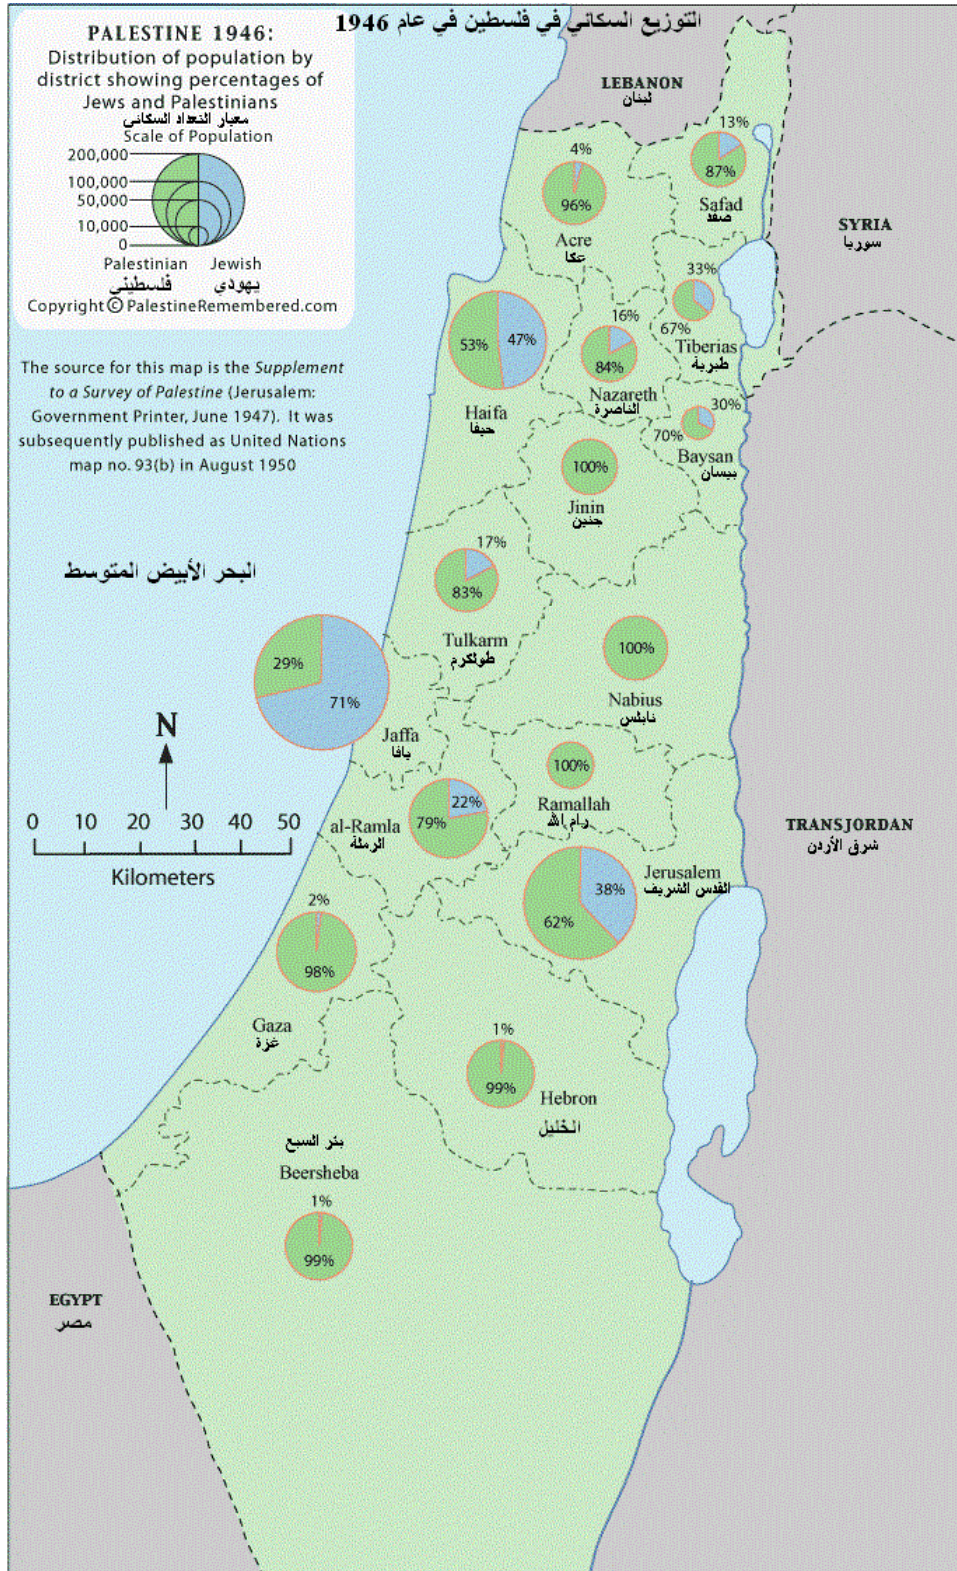 التوزيع السكاني في فلسطين في عام 1946
PALESTINE 1946:
Distribution of population by
district showing percentages of
Jews and Palestinians
معيار التعداد السكاني
Scale of Population
200,000
100,000
50,000
10,000
0
Palestinian Jewish
فلسطيني يهودي
Copyright © PalestineRemembered.com
The source for this map is the Supplement
to a Survey of Palestine (Jerusalem:
Government Printer, June 1947). It was
subsequently published as United Nations
map no. 93(b) in August 1950
LEBANON
لبنان
13%
87%
Safad
صفد
4%
96%
Acre
عكا
SYRIA
سوريا
33%
67%
Tiberias
طبرية
16%
84%
Nazareth
الناصرة
53%
47%
Haifa
حيفا
30%
70%
Baysan
بيسان
100%
Jinin
جنين
البحر الأبيض المتوسط
17%
83%
Tulkarm
طولكرم
100%
Nabius
نابلس
29%
71%
Jaffa
يافا
N
100%
Ramallah
رام الله
22%
79%
al-Ramla
الرملة
0 10 20 30 40 50
Kilometers
TRANSJORDAN
شرق الأردن
Jerusalem
القدس الشريف
38%
62%
2%
98%
Gaza
غزة
1%
99%
Hebron
الخليل
بئر السبع
Beersheba
1%
99%
EGYPT
مصر